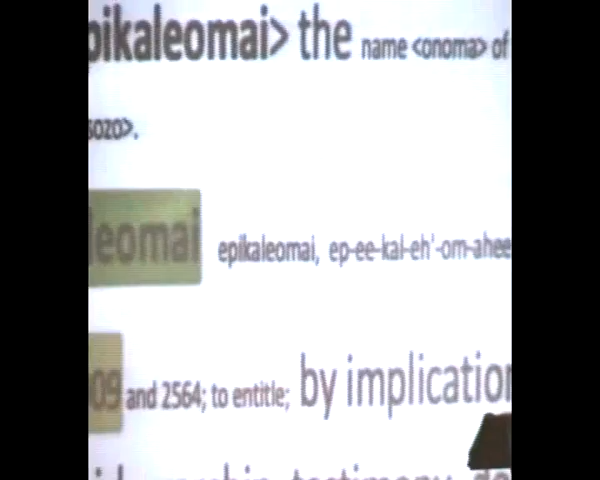 pikaleomai> the name <onoma> of
sozo>.
leomai epikaleomai, ep-ee-kal-eh'-om-ahee
09 and 2564; to entitle; by implication